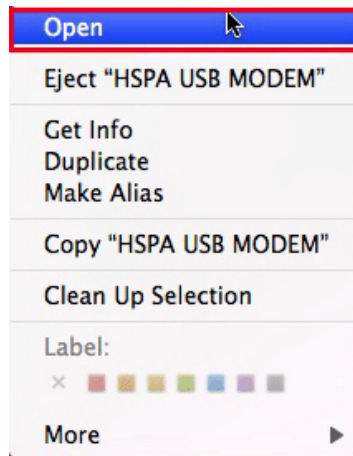 Open
Eject “HSPA USB MODEM”
Get Info
Duplicate
Make Alias
Copy “HSPA USB MODEM”
Clean Up Selection
Label:
More